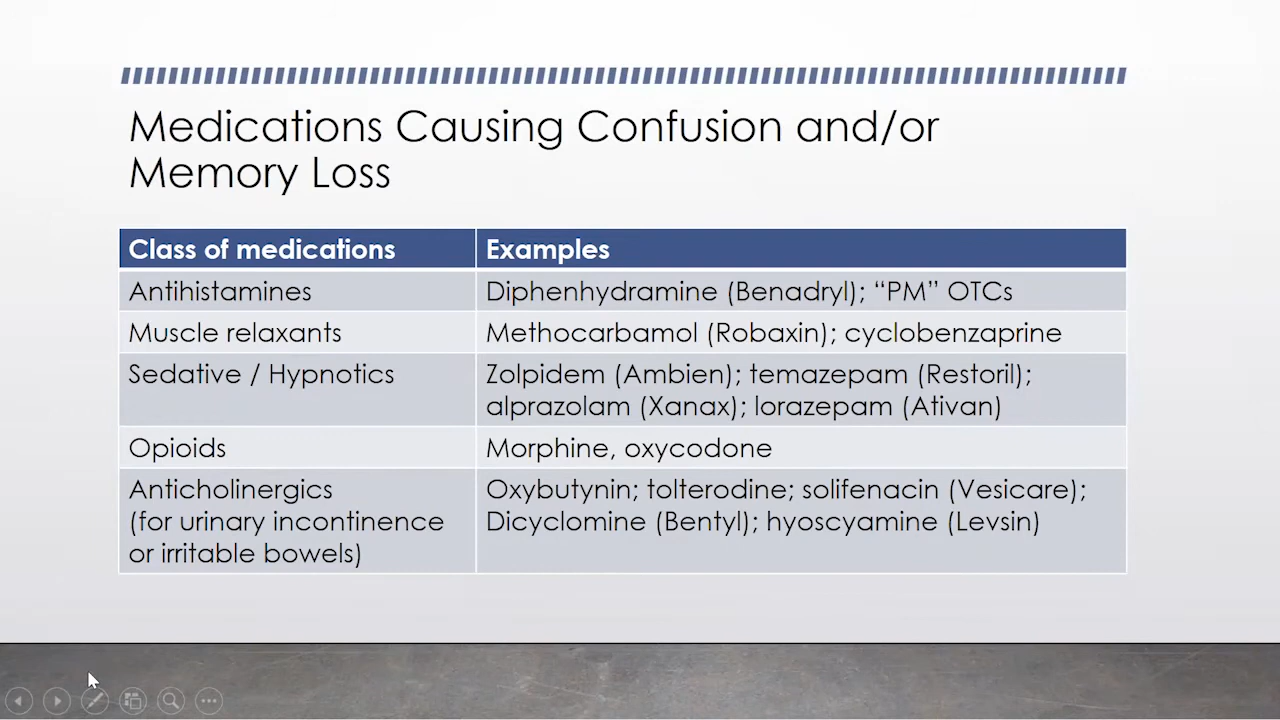 Medications Causing Confusion and/or
Memory Loss
Class of medications
Examples
Antihistamines
Diphenhydramine (Benadryl); “PM” OTCs
Muscle relaxants
Methocarbamol (Robaxin); cyclobenzaprine
Sedative / Hypnotics
Zolpidem (Ambien); temazepam (Restoril);
alprazolam (Xanax); lorazepam (Ativan)
Opioids
Morphine, oxycodone
Anticholinergics
(for urinary incontinence
or irritable bowels)
Oxybutynin; tolterodine; solifenacin (Vesicare);
Dicyclomine (Bentyl); hyoscyamine (Levsin)